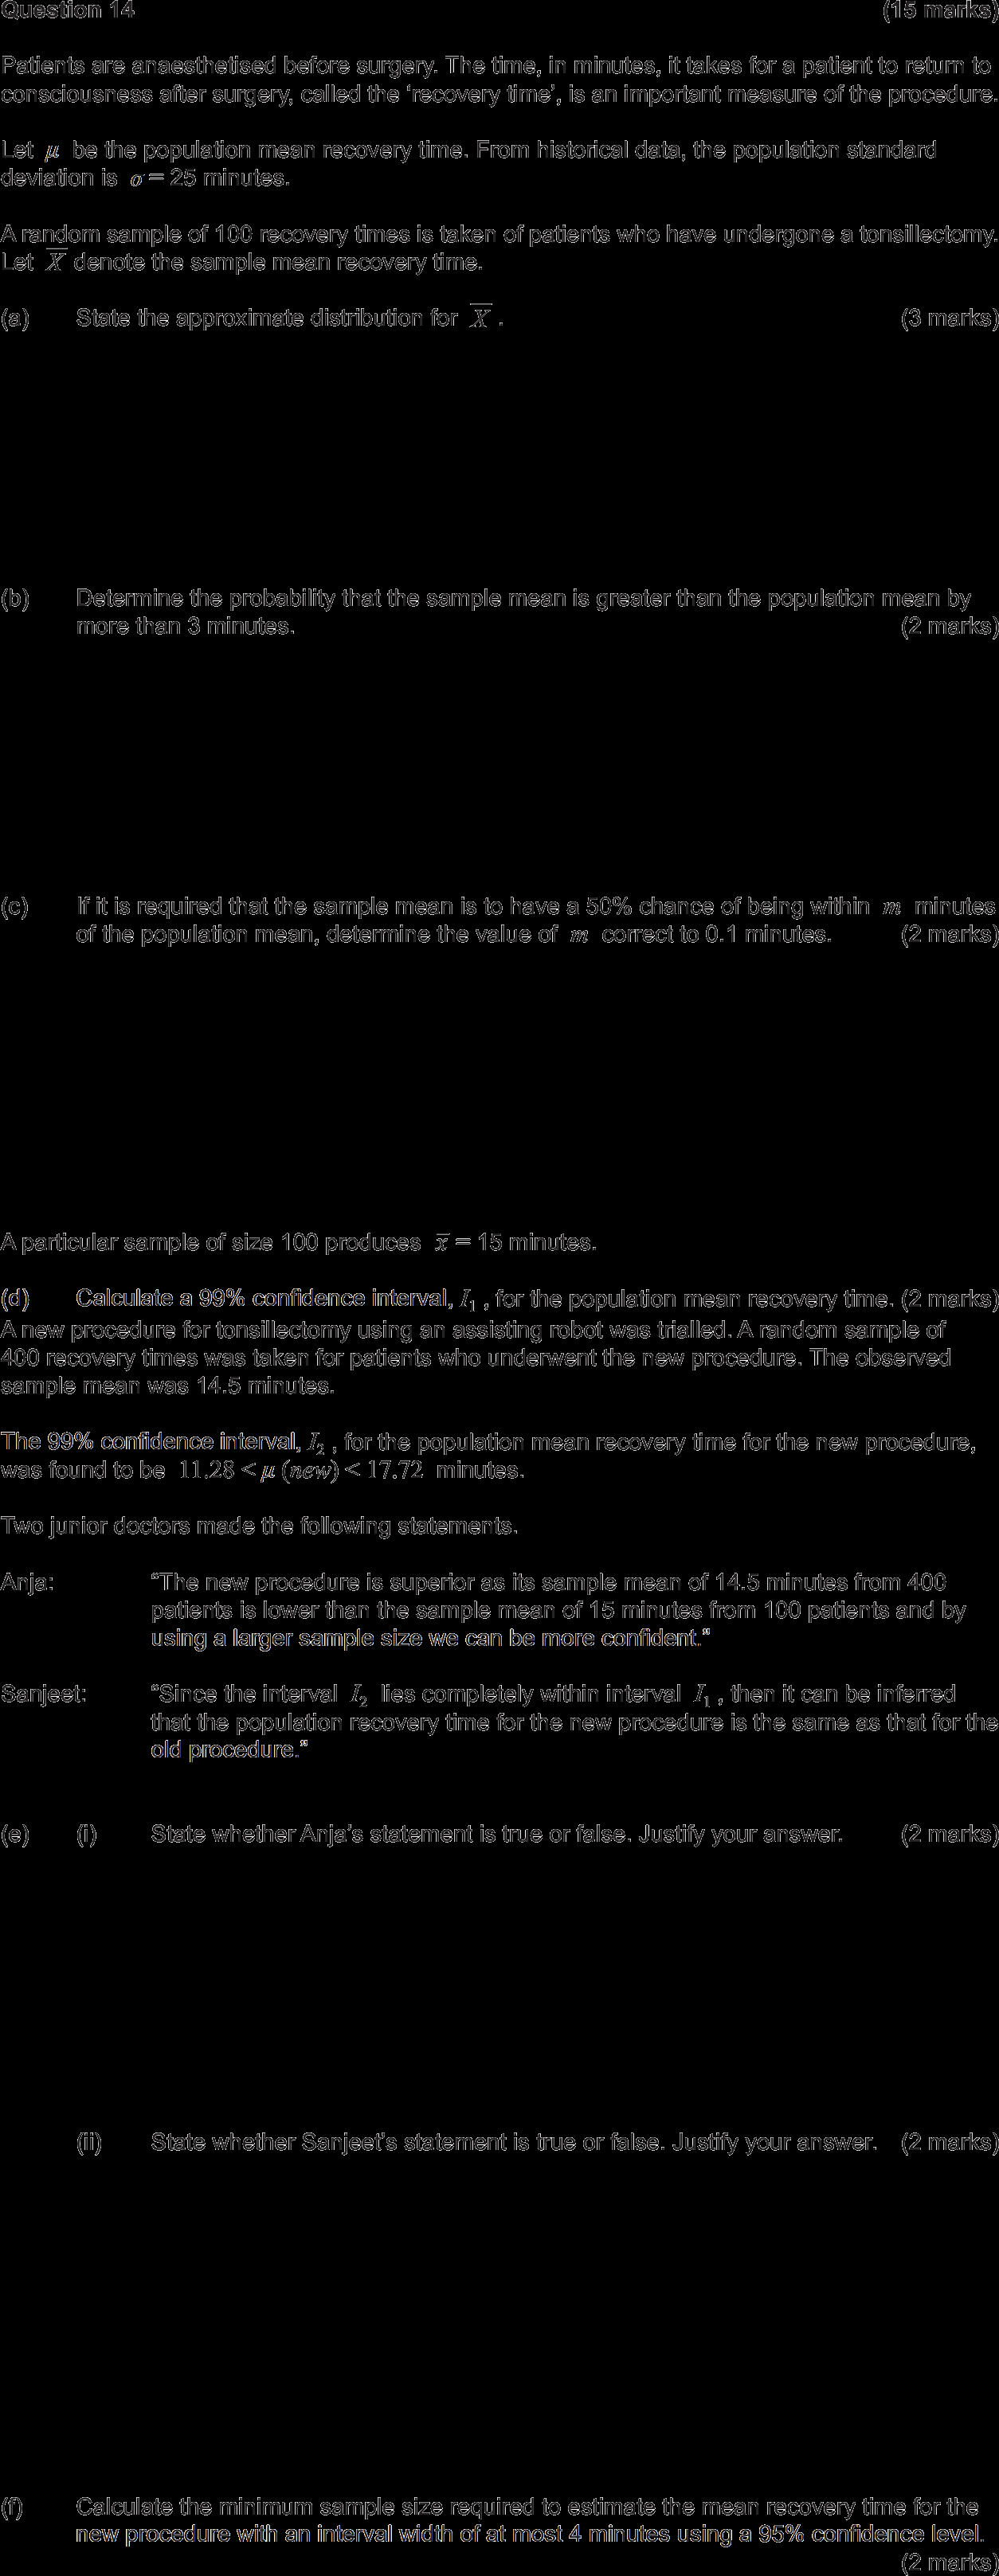 Question 14 (15 marks)
Patients are anaesthetised before surgery. The time, in minutes, it takes for a patient to return to
consciousness after surgery, called the ‘recovery time’, is an important measure of the procedure.
Let μ be the population mean recovery time. From historical data, the population standard
deviation is σ = 25 minutes.
A random sample of 100 recovery times is taken of patients who have undergone a tonsillectomy.
Let X̅ denote the sample mean recovery time.
(a) State the approximate distribution for X̅ . (3 marks)
(b) Determine the probability that the sample mean is greater than the population mean by
more than 3 minutes. (2 marks)
(c) If it is required that the sample mean is to have a 50% chance of being within m minutes
of the population mean, determine the value of m correct to 0.1 minutes. (2 marks)
A particular sample of size 100 produces x̅ = 15 minutes.
(d) Calculate a 99% confidence interval, I₁ , for the population mean recovery time. (2 marks)
A new procedure for tonsillectomy using an assisting robot was trialled. A random sample of
400 recovery times was taken for patients who underwent the new procedure. The observed
sample mean was 14.5 minutes.
The 99% confidence interval, I₂ , for the population mean recovery time for the new procedure,
was found to be 11.28 < μ (new) < 17.72 minutes.
Two junior doctors made the following statements.
Anja: “The new procedure is superior as its sample mean of 14.5 minutes from 400
patients is lower than the sample mean of 15 minutes from 100 patients and by
using a larger sample size we can be more confident.”
Sanjeet: “Since the interval I₂ lies completely within interval I₁ , then it can be inferred
that the population recovery time for the new procedure is the same as that for the
old procedure.”
(e) (i) State whether Anja’s statement is true or false. Justify your answer. (2 marks)
(ii) State whether Sanjeet’s statement is true or false. Justify your answer. (2 marks)
(f) Calculate the minimum sample size required to estimate the mean recovery time for the
new procedure with an interval width of at most 4 minutes using a 95% confidence level.
(2 marks)